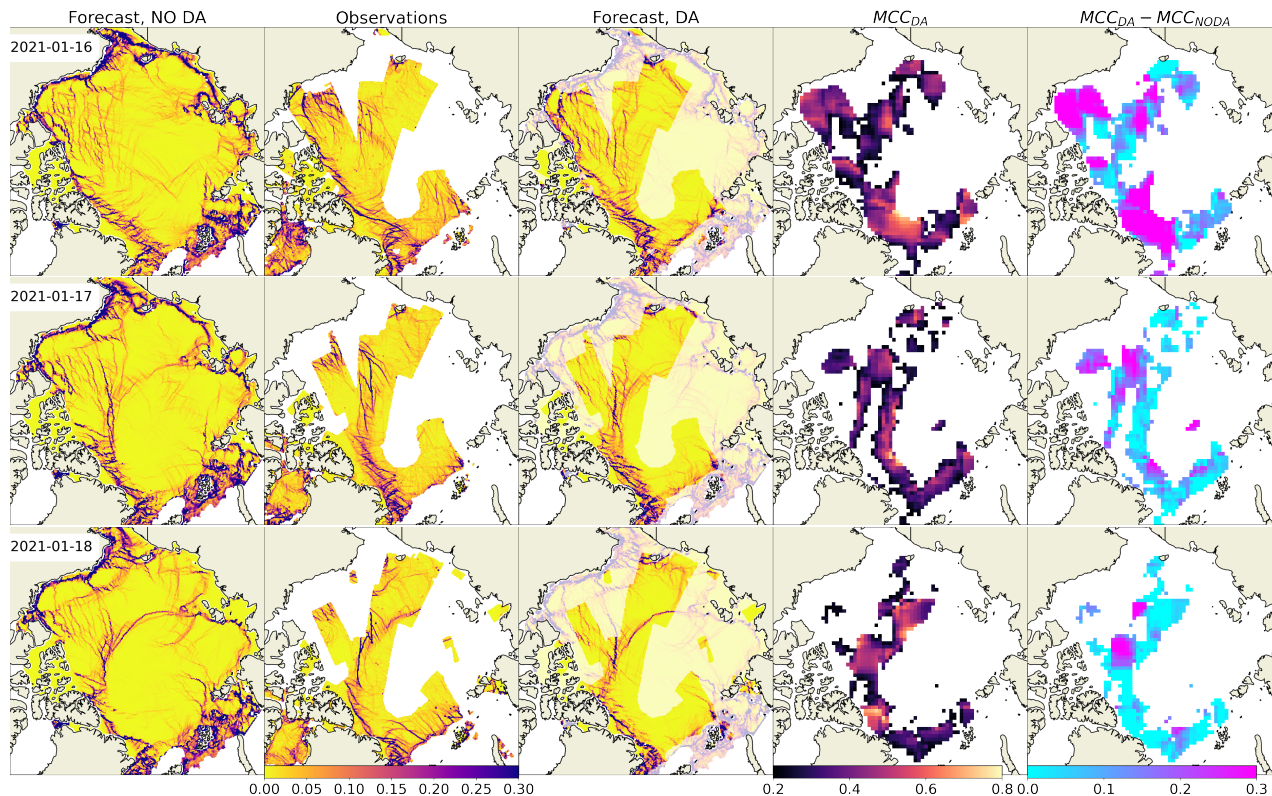 Forecast, NO DA
Observations
Forecast, DA
MCC_DA
MCC_DA − MCC_NODA
2021-01-16
2021-01-17
2021-01-18
0.00 0.05 0.10 0.15 0.20 0.25 0.30
0.2 0.4 0.6 0.8
0.0 0.1 0.2 0.3